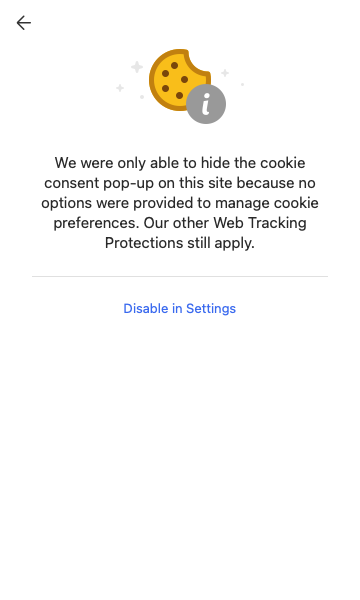 We were only able to hide the cookie
consent pop-up on this site because no
options were provided to manage cookie
preferences. Our other Web Tracking
Protections still apply.
Disable in Settings